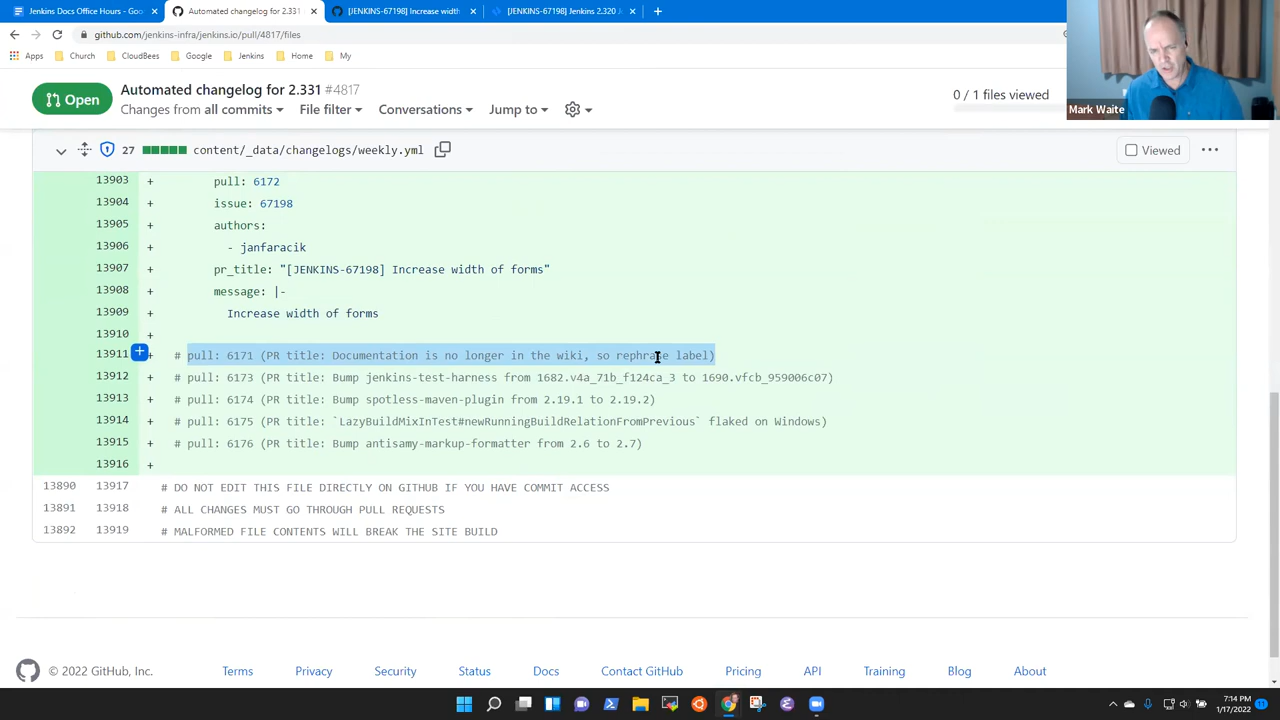 Jenkins Docs Office Hours - Goo
Automated changelog for 2.331
[JENKINS-67198] Increase width
[JENKINS-67198] Jenkins 2.320 J
github.com/jenkins-infra/jenkins.io/pull/4817/files
Apps
Church
CloudBees
Google
Jenkins
Home
My
Open
Automated changelog for 2.331 #4817
Changes from all commits
File filter
Conversations
Jump to
0 / 1 files viewed
Mark Waite
27 content/_data/changelogs/weekly.yml
Viewed
13903 + pull: 6172
13904 + issue: 67198
13905 + authors:
13906 + - janfaracik
13907 + pr_title: "[JENKINS-67198] Increase width of forms"
13908 + message: |-
13909 + Increase width of forms
13910 +
13911 + # pull: 6171 (PR title: Documentation is no longer in the wiki, so rephrase label)
13912 + # pull: 6173 (PR title: Bump jenkins-test-harness from 1682.v4a_71b_f124ca_3 to 1690.vfcb_959006c07)
13913 + # pull: 6174 (PR title: Bump spotless-maven-plugin from 2.19.1 to 2.19.2)
13914 + # pull: 6175 (PR title: `LazyBuildMixInTest#newRunningBuildRelationFromPrevious` flaked on Windows)
13915 + # pull: 6176 (PR title: Bump antisamy-markup-formatter from 2.6 to 2.7)
13916 +
13890 13917 # DO NOT EDIT THIS FILE DIRECTLY ON GITHUB IF YOU HAVE COMMIT ACCESS
13891 13918 # ALL CHANGES MUST GO THROUGH PULL REQUESTS
13892 13919 # MALFORMED FILE CONTENTS WILL BREAK THE SITE BUILD
© 2022 GitHub, Inc.
Terms
Privacy
Security
Status
Docs
Contact GitHub
Pricing
API
Training
Blog
About
7:14 PM
1/17/2022